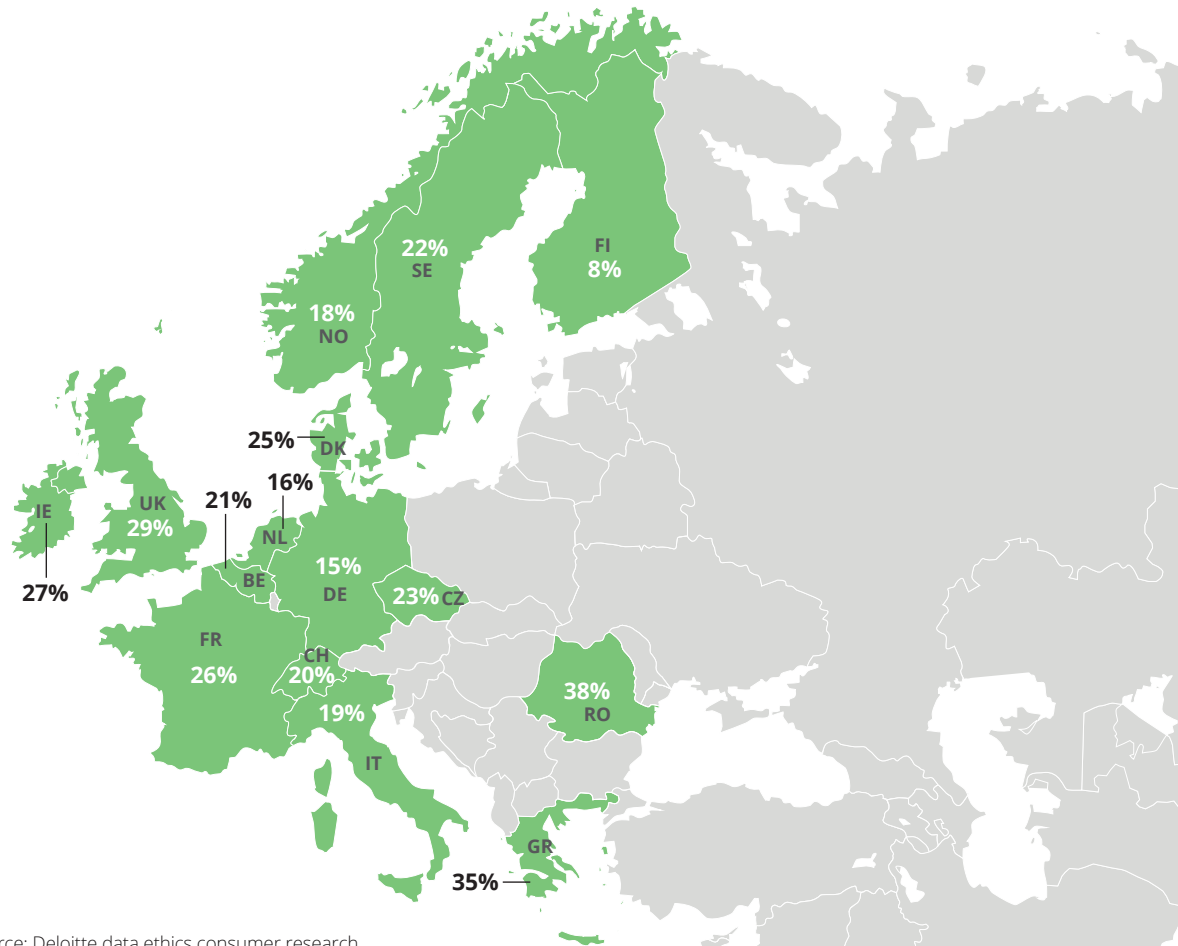 22%
SE
FI
8%
18%
NO
25%
DK
16%
21%
IE
UK
29%
NL
27%
BE
15%
DE
23% CZ
FR
26%
CH
20%
19%
IT
38%
RO
GR
35%
rce: Deloitte data ethics consumer research